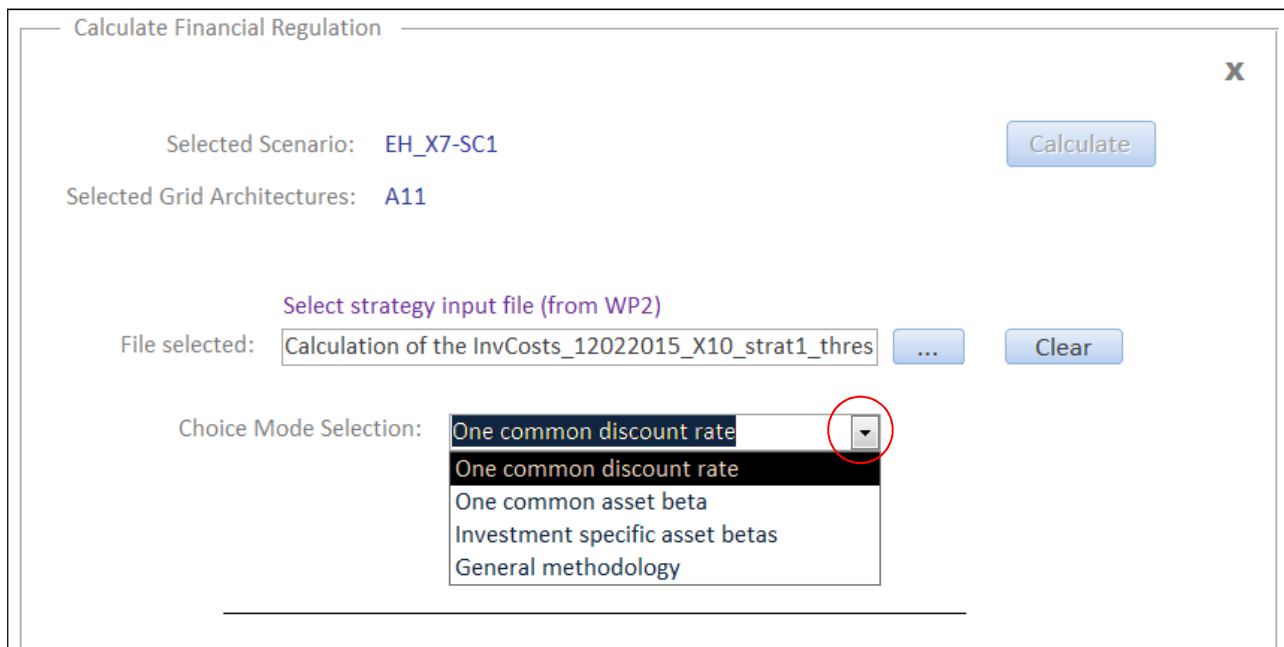 Calculate Financial Regulation
x
Selected Scenario: EH_X7-SC1
Calculate
Selected Grid Architectures: A11
Select strategy input file (from WP2)
File selected: Calculation of the InvCosts_12022015_X10_strat1_thres ... Clear
Choice Mode Selection: One common discount rate
One common discount rate
One common asset beta
Investment specific asset betas
General methodology